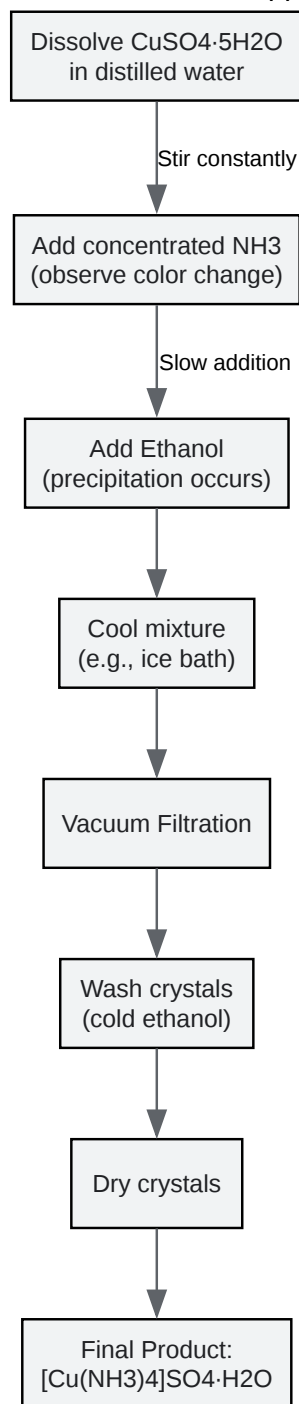 Dissolve CuSO4·5H2O
in distilled water
Stir constantly
Add concentrated NH3
(observe color change)
Slow addition
Add Ethanol
(precipitation occurs)
Cool mixture
(e.g., ice bath)
Vacuum Filtration
Wash crystals
(cold ethanol)
Dry crystals
Final Product:
[Cu(NH3)4]SO4·H2O